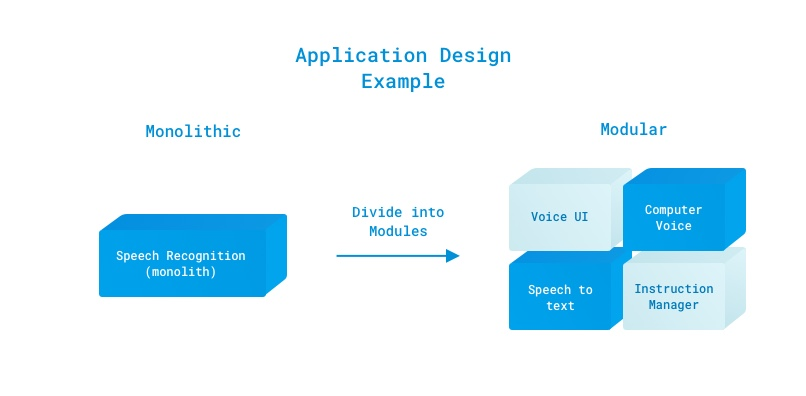 Application Design
Example
Monolithic
Modular
Speech Recognition
(monolith)
Divide into
Modules
Voice UI
Computer
Voice
Speech to
text
Instruction
Manager